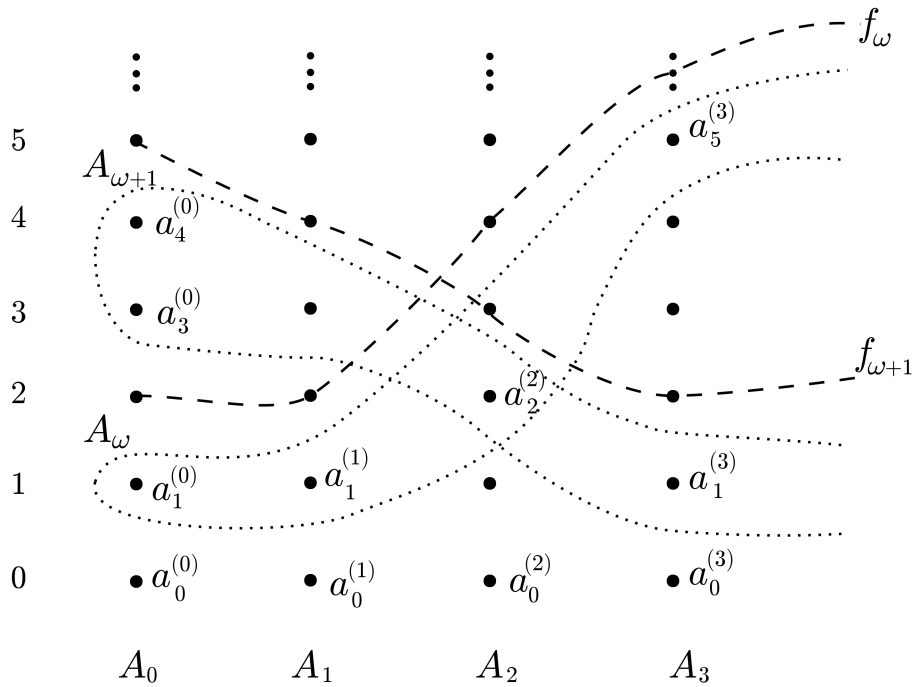 f_ω
5 a_5^{(3)}
A_{ω+1}
4 a_4^{(0)}
3 a_3^{(0)}
f_{ω+1}
2 a_2^{(2)}
A_ω
1 a_1^{(0)} a_1^{(1)} a_1^{(3)}
0 a_0^{(0)} a_0^{(1)} a_0^{(2)} a_0^{(3)}
A_0 A_1 A_2 A_3